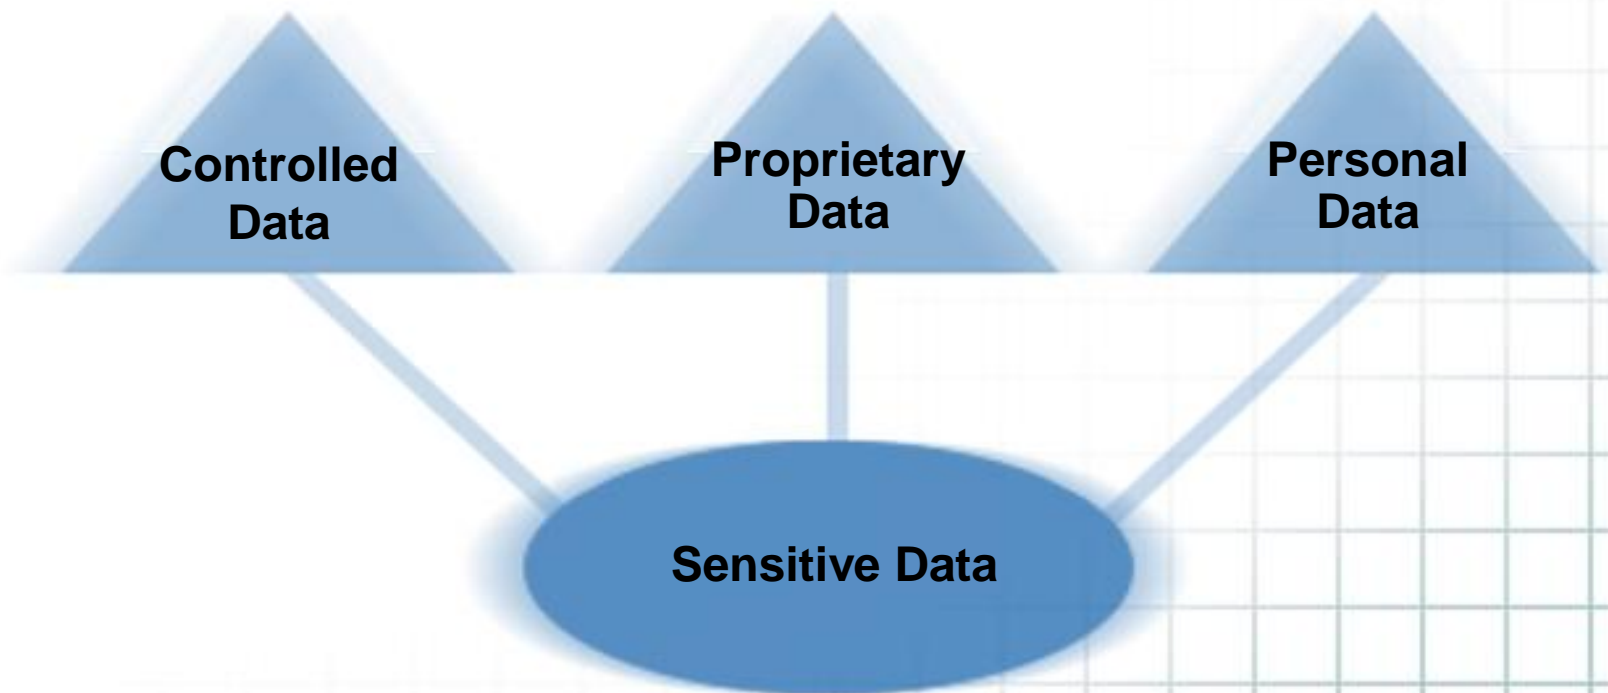 Controlled
Data
Proprietary
Data
Personal
Data
Sensitive Data